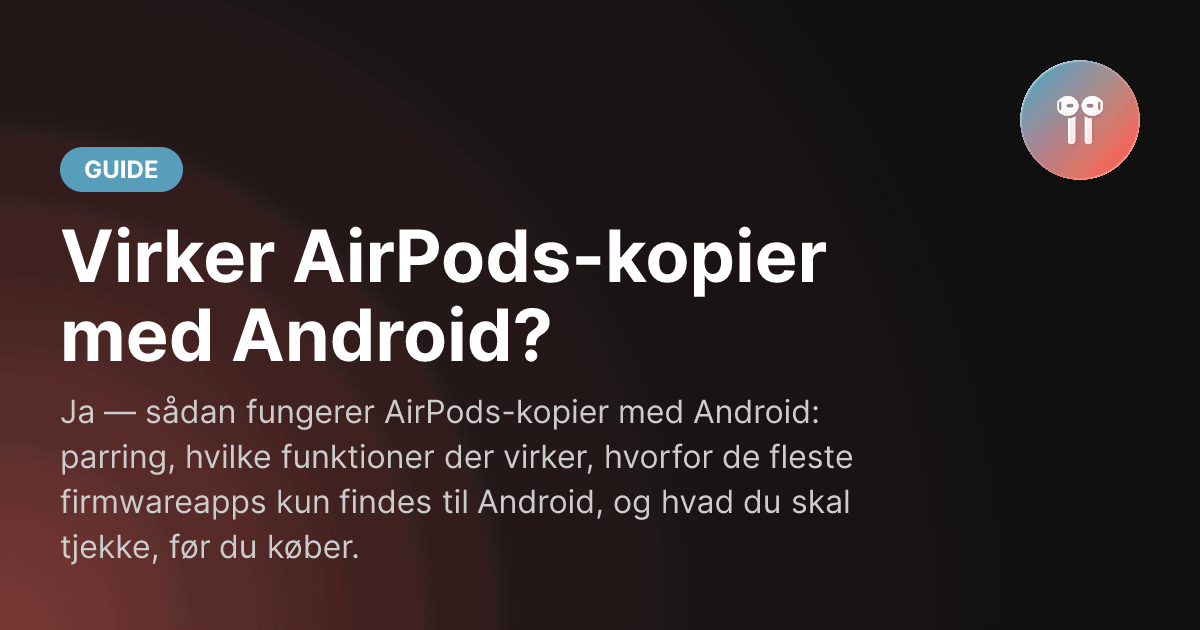 GUIDE
Virker AirPods-kopier
med Android?
Ja — sådan fungerer AirPods-kopier med Android:
parring, hvilke funktioner der virker, hvorfor de fleste
firmwareapps kun findes til Android, og hvad du skal
tjekke, før du køber.